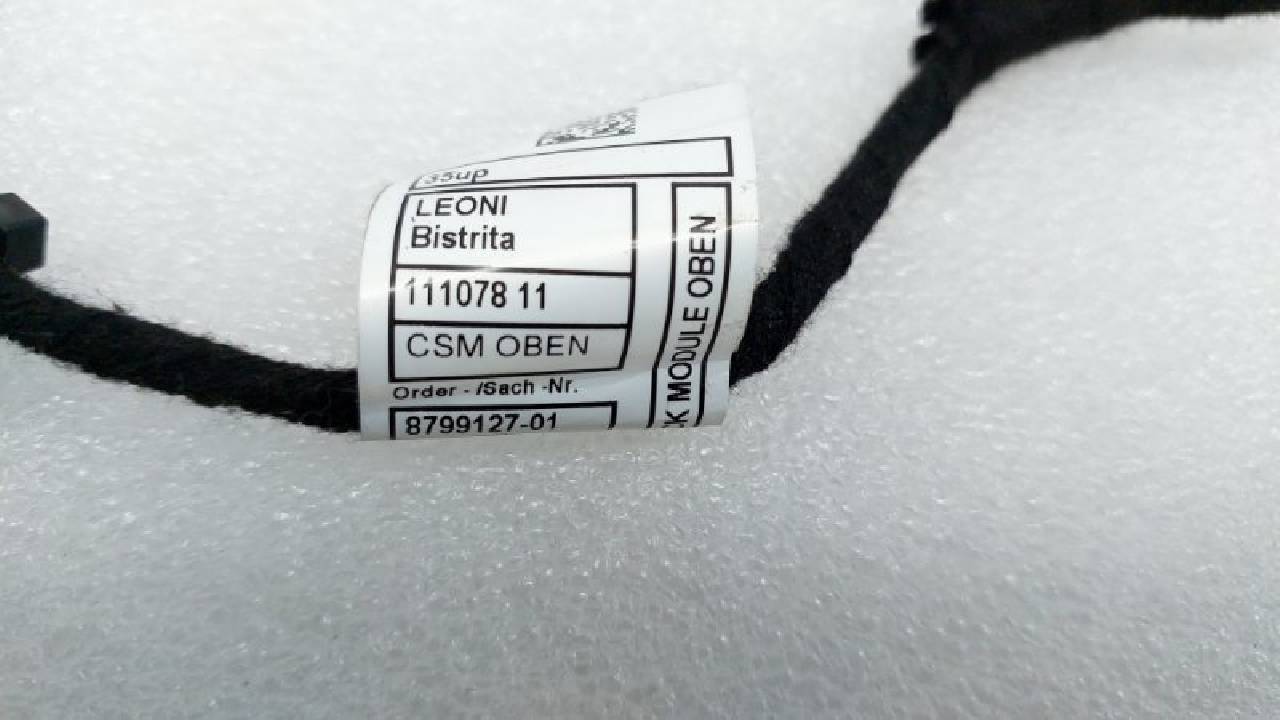 35up
LEONI
Bistrita
111078 11
CSM OBEN
Order - /Sach -Nr.
8799127-01
MODULE OBEN